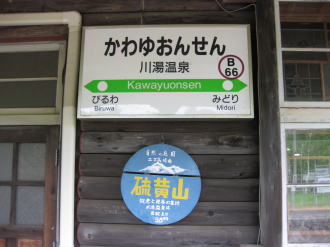 かわゆおんせん
川湯温泉
B
66
Kawayuonsen
びるわ
みどり
Biruwa
Midori
硫黄山